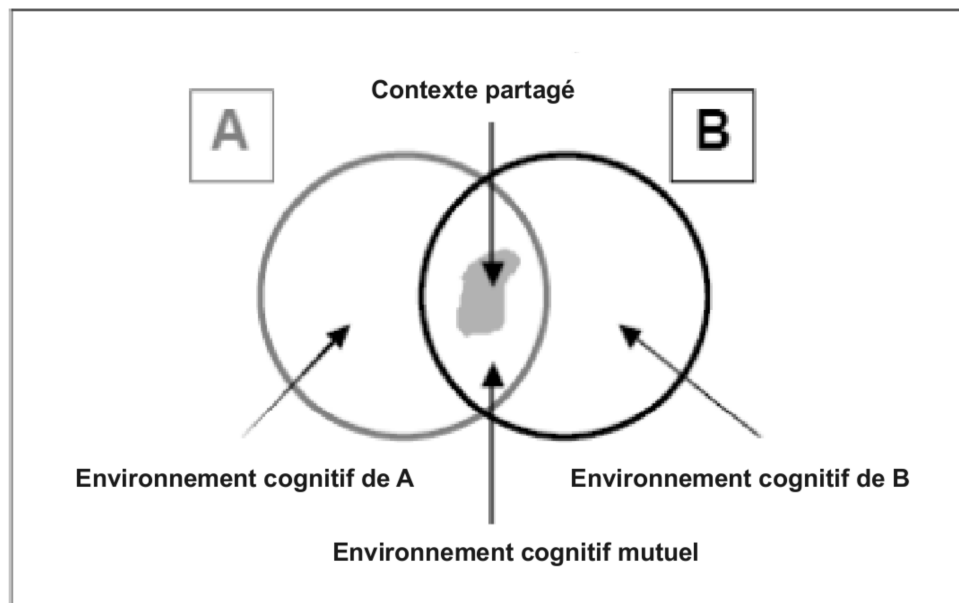 Contexte partagé
A
B
Environnement cognitif de A
Environnement cognitif de B
Environnement cognitif mutuel